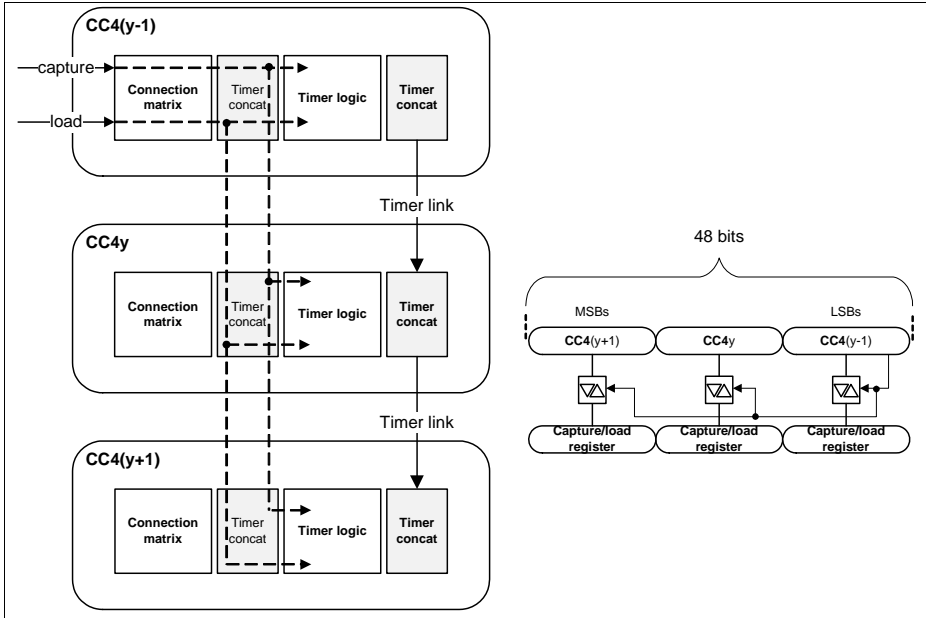 CC4(y-1)
capture
load
Connection
matrix
Timer
concat
Timer logic
Timer
concat
Timer link
CC4y
Connection
matrix
Timer
concat
Timer logic
Timer
concat
Timer link
CC4(y+1)
Connection
matrix
Timer
concat
Timer logic
Timer
concat
48 bits
MSBs
LSBs
CC4(y+1)
CC4y
CC4(y-1)
Capture/load
register
Capture/load
register
Capture/load
register